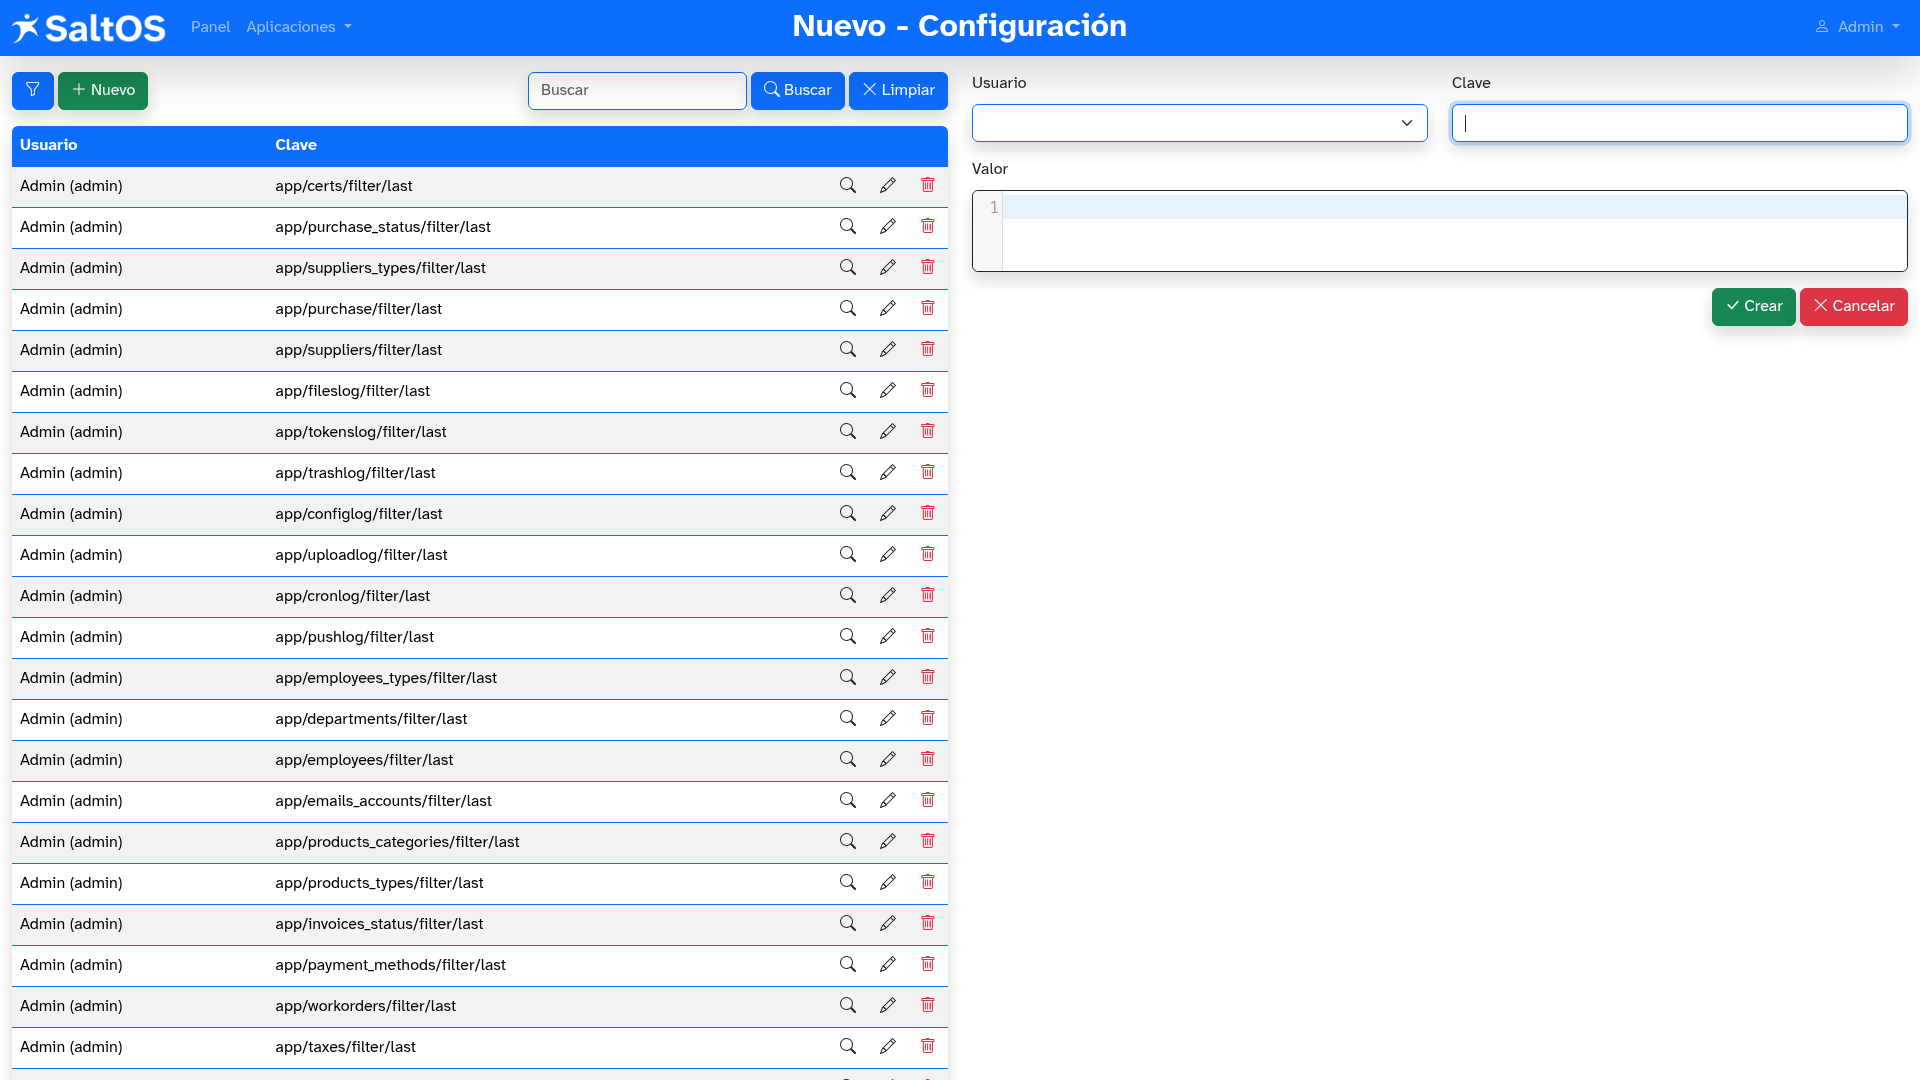 SaltOS Panel Aplicaciones Nuevo - Configuración Admin
Nuevo Buscar Buscar Limpiar
Usuario Clave
Admin (admin) app/certs/filter/last
Admin (admin) app/purchase_status/filter/last
Admin (admin) app/suppliers_types/filter/last
Admin (admin) app/purchase/filter/last
Admin (admin) app/suppliers/filter/last
Admin (admin) app/fileslog/filter/last
Admin (admin) app/tokenslog/filter/last
Admin (admin) app/trashlog/filter/last
Admin (admin) app/configlog/filter/last
Admin (admin) app/uploadlog/filter/last
Admin (admin) app/cronlog/filter/last
Admin (admin) app/pushlog/filter/last
Admin (admin) app/employees_types/filter/last
Admin (admin) app/departments/filter/last
Admin (admin) app/employees/filter/last
Admin (admin) app/emails_accounts/filter/last
Admin (admin) app/products_categories/filter/last
Admin (admin) app/products_types/filter/last
Admin (admin) app/invoices_status/filter/last
Admin (admin) app/payment_methods/filter/last
Admin (admin) app/workorders/filter/last
Admin (admin) app/taxes/filter/last
Usuario Clave
Valor
1
Crear Cancelar